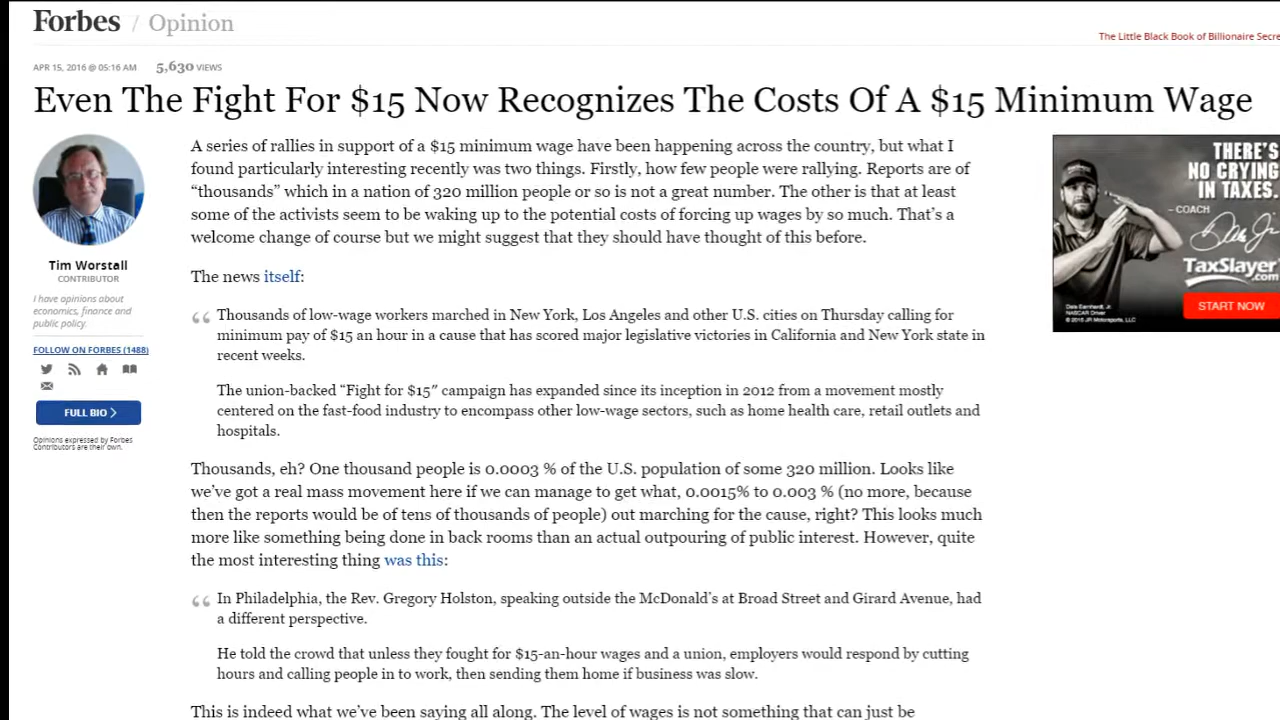 Forbes / Opinion
The Little Black Book of Billionaire Secre
APR 15, 2016 @ 05:16 AM 5,630 VIEWS
Even The Fight For $15 Now Recognizes The Costs Of A $15 Minimum Wage
Tim Worstall
CONTRIBUTOR
I have opinions about
economics, finance and
public policy.
FOLLOW ON FORBES (1488)
FULL BIO >
Opinions expressed by Forbes
Contributors are their own.
A series of rallies in support of a $15 minimum wage have been happening across the country, but what I
found particularly interesting recently was two things. Firstly, how few people were rallying. Reports are of
“thousands” which in a nation of 320 million people or so is not a great number. The other is that at least
some of the activists seem to be waking up to the potential costs of forcing up wages by so much. That’s a
welcome change of course but we might suggest that they should have thought of this before.
The news itself:
“ Thousands of low-wage workers marched in New York, Los Angeles and other U.S. cities on Thursday calling for
minimum pay of $15 an hour in a cause that has scored major legislative victories in California and New York state in
recent weeks.
The union-backed “Fight for $15″ campaign has expanded since its inception in 2012 from a movement mostly
centered on the fast-food industry to encompass other low-wage sectors, such as home health care, retail outlets and
hospitals.
Thousands, eh? One thousand people is 0.0003 % of the U.S. population of some 320 million. Looks like
we’ve got a real mass movement here if we can manage to get what, 0.0015% to 0.003 % (no more, because
then the reports would be of tens of thousands of people) out marching for the cause, right? This looks much
more like something being done in back rooms than an actual outpouring of public interest. However, quite
the most interesting thing was this:
“ In Philadelphia, the Rev. Gregory Holston, speaking outside the McDonald’s at Broad Street and Girard Avenue, had
a different perspective.
He told the crowd that unless they fought for $15-an-hour wages and a union, employers would respond by cutting
hours and calling people in to work, then sending them home if business was slow.
This is indeed what we’ve been saying all along. The level of wages is not something that can just be
THERE'S
NO CRYING
IN TAXES.
- COACH
TaxSlayer
.com
START NOW
Dale Earnhardt, Jr.
NASCAR Driver
© 2015 JR Motorsports, LLC